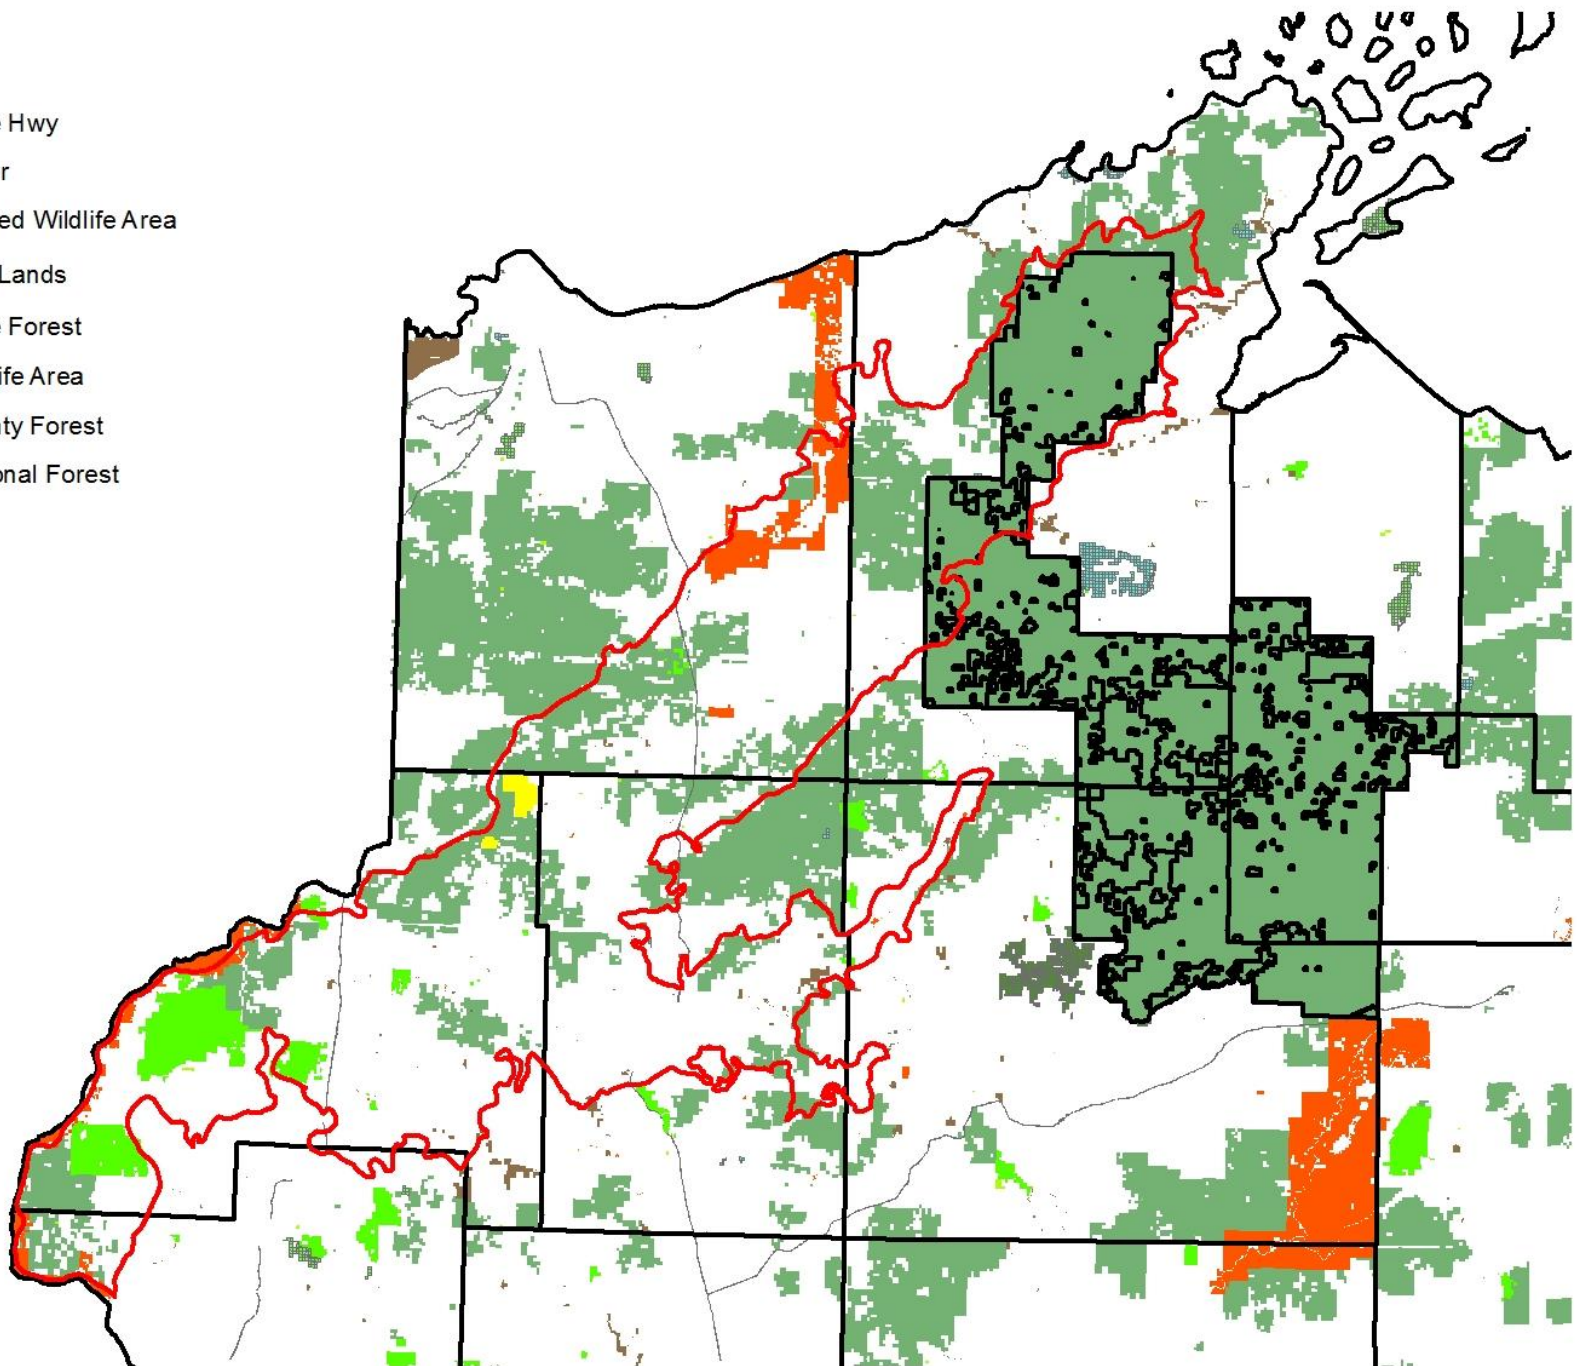 Hwy
r
ed Wildlife Area
Lands
Forest
ife Area
ty Forest
onal Forest